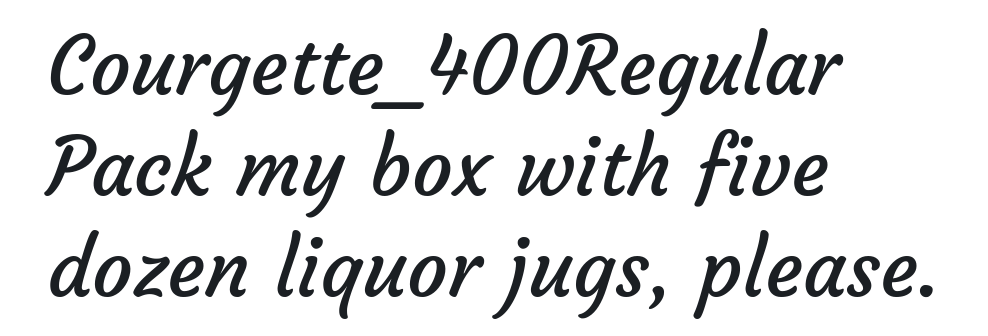 Courgette_400Regular
Pack my box with five
dozen liquor jugs, please.